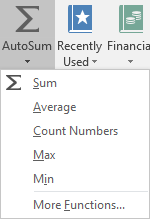 AutoSum Recently Financia
Used
Sum
Average
Count Numbers
Max
Min
More Functions...